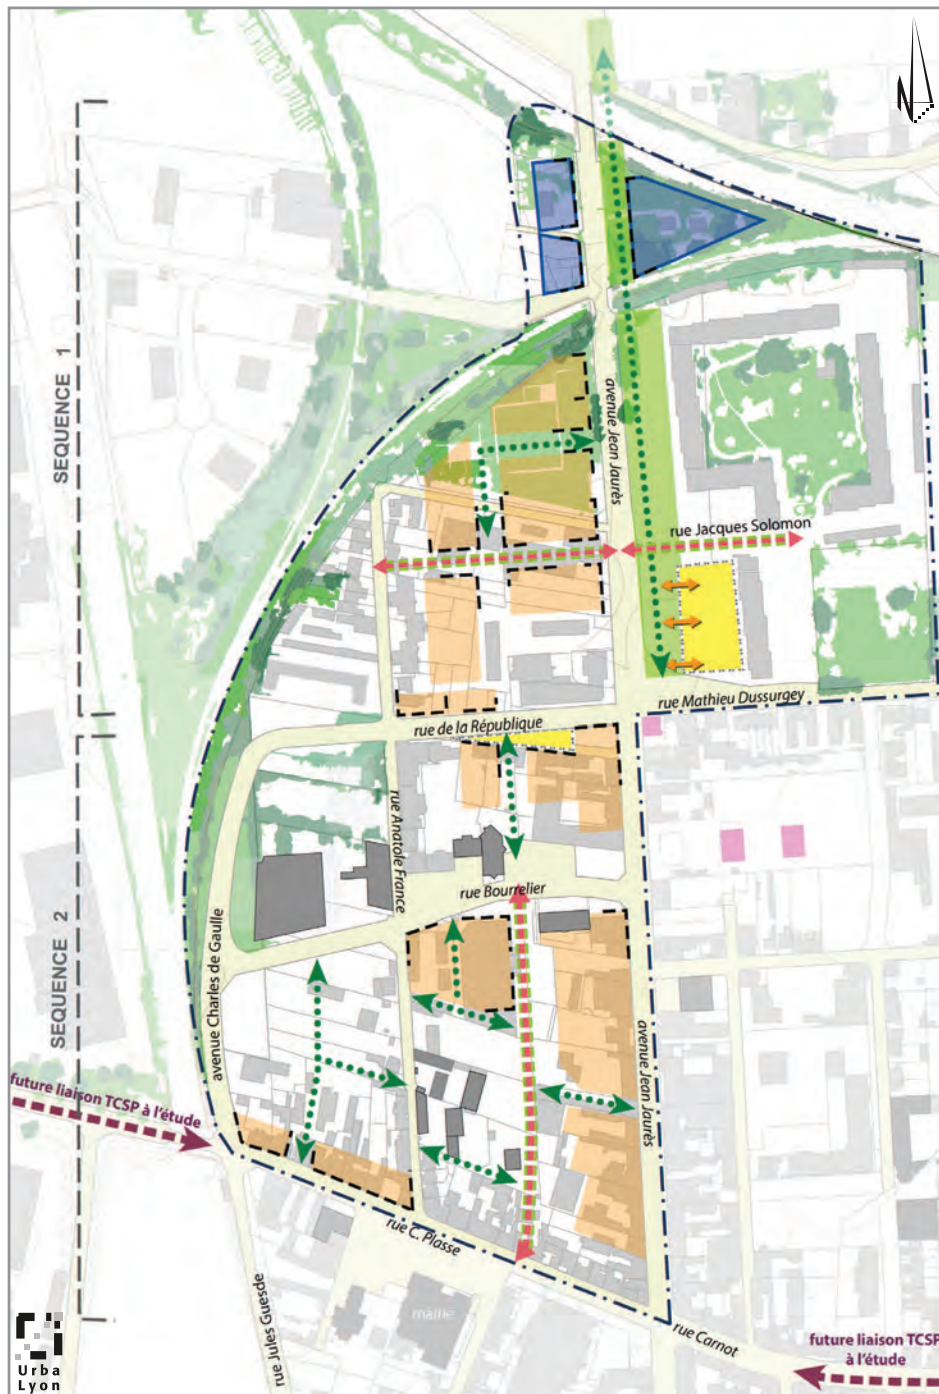 N
SEQUENCE 1
avenue Jean Jaurès
rue Jacques Solomon
rue Mathieu Dussurgey
rue de la République
rue Anatole France
rue Bourrelier
SEQUENCE 2
avenue Charles de Gaulle
avenue Jean Jaurès
future liaison TCSP à l'étude
rue C. Plasse
mairie
rue Jules Guesde
rue Carnot
future liaison TCSP
à l'étude
Urba
Lyon